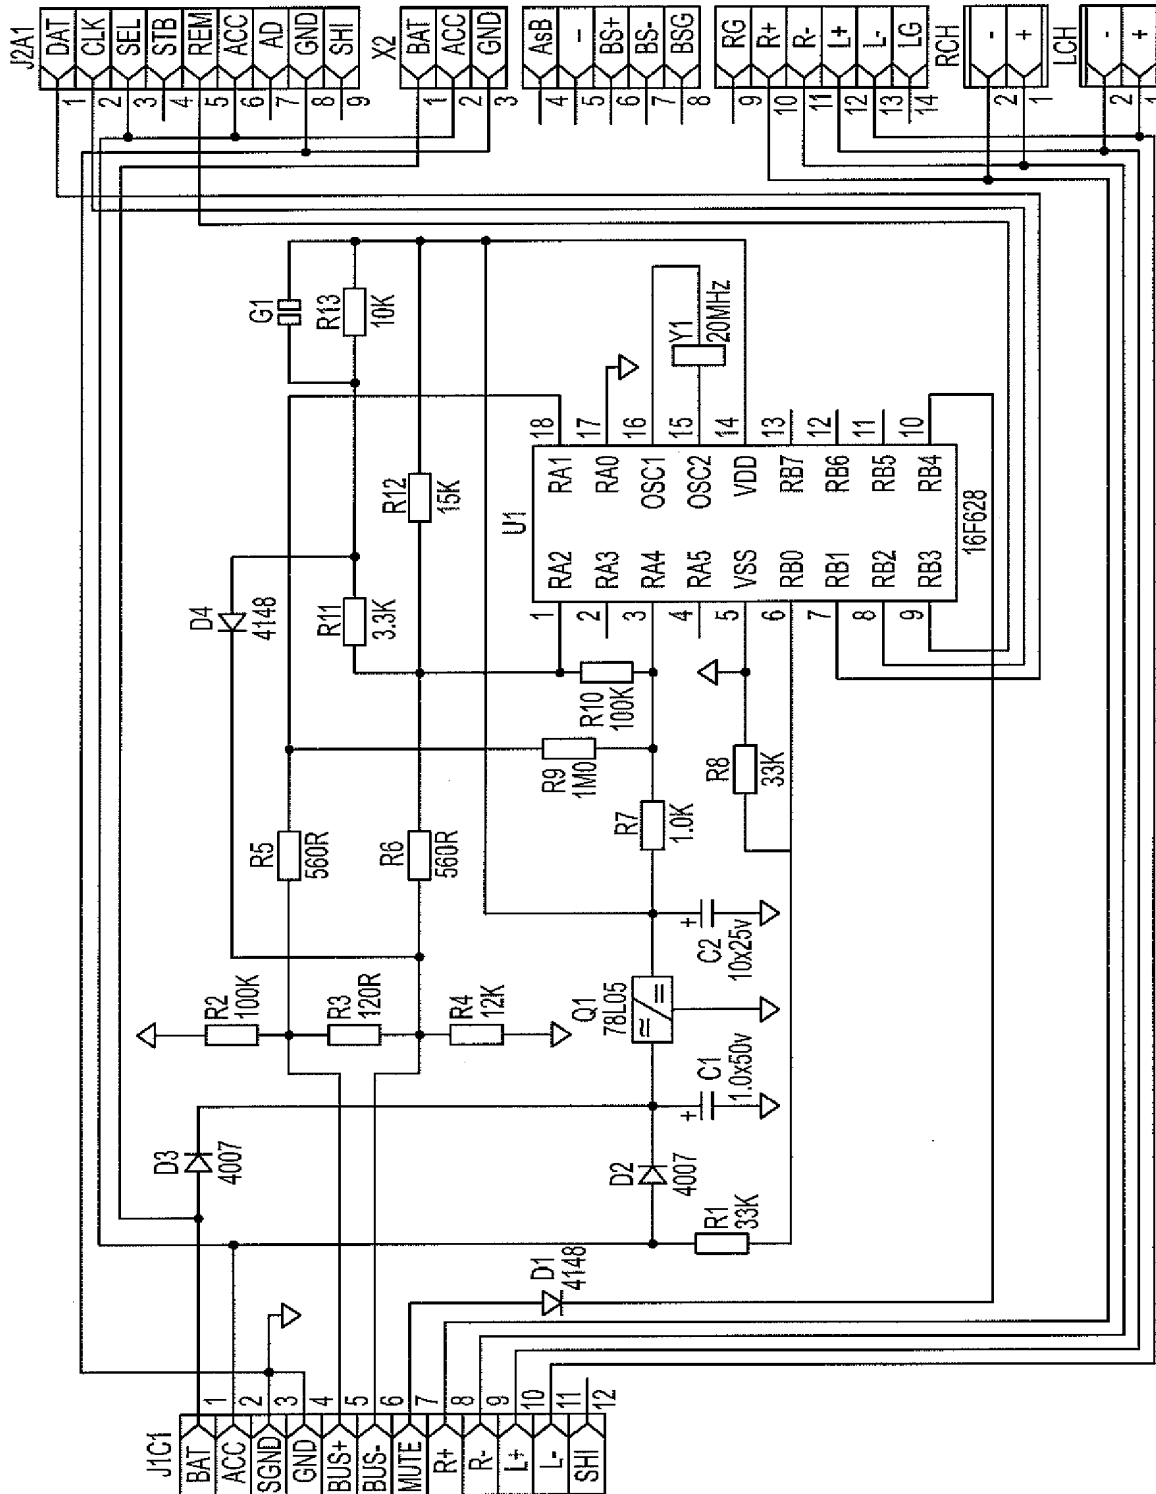 J2A1
DAT 1
CLK 2
SEL 3
STB 4
REM 5
ACC 6
AD 7
GND 8
SHI 9
X2
BAT 1
ACC 2
GND 3
AsB 4
- 5
BS+ 6
BS- 7
BSG 8
RG 9
R+ 10
R- 11
L+ 12
L- 13
LG 14
RCH
- 2
+ 1
LCH
- 2
+ 1
G1
R13
10K
R12
15K
D4
4148
R11
3.3K
R5
560R
R6
560R
R2
100K
R3
120R
R4
12K
D3
4007
U1
RA1 18
RA0 17
OSC1 16
OSC2 15
VDD 14
RB7 13
RB6 12
RB5 11
RB4 10
RA2 1
RA3 2
RA4 3
RA5 4
VSS 5
RB0 6
RB1 7
RB2 8
RB3 9
16F628
Y1
20MHz
R10
100K
R9
1M0
R7
1.0K
R8
33K
+
C2
10x25v
Q1
78L05
+
C1
1.0x50v
D2
4007
R1
33K
D1
4148
J1C1
BAT 1
ACC 2
SGND 3
GND 4
BUS+ 5
BUS- 6
MUTE 7
R+ 8
R- 9
L+ 10
L- 11
SHI 12